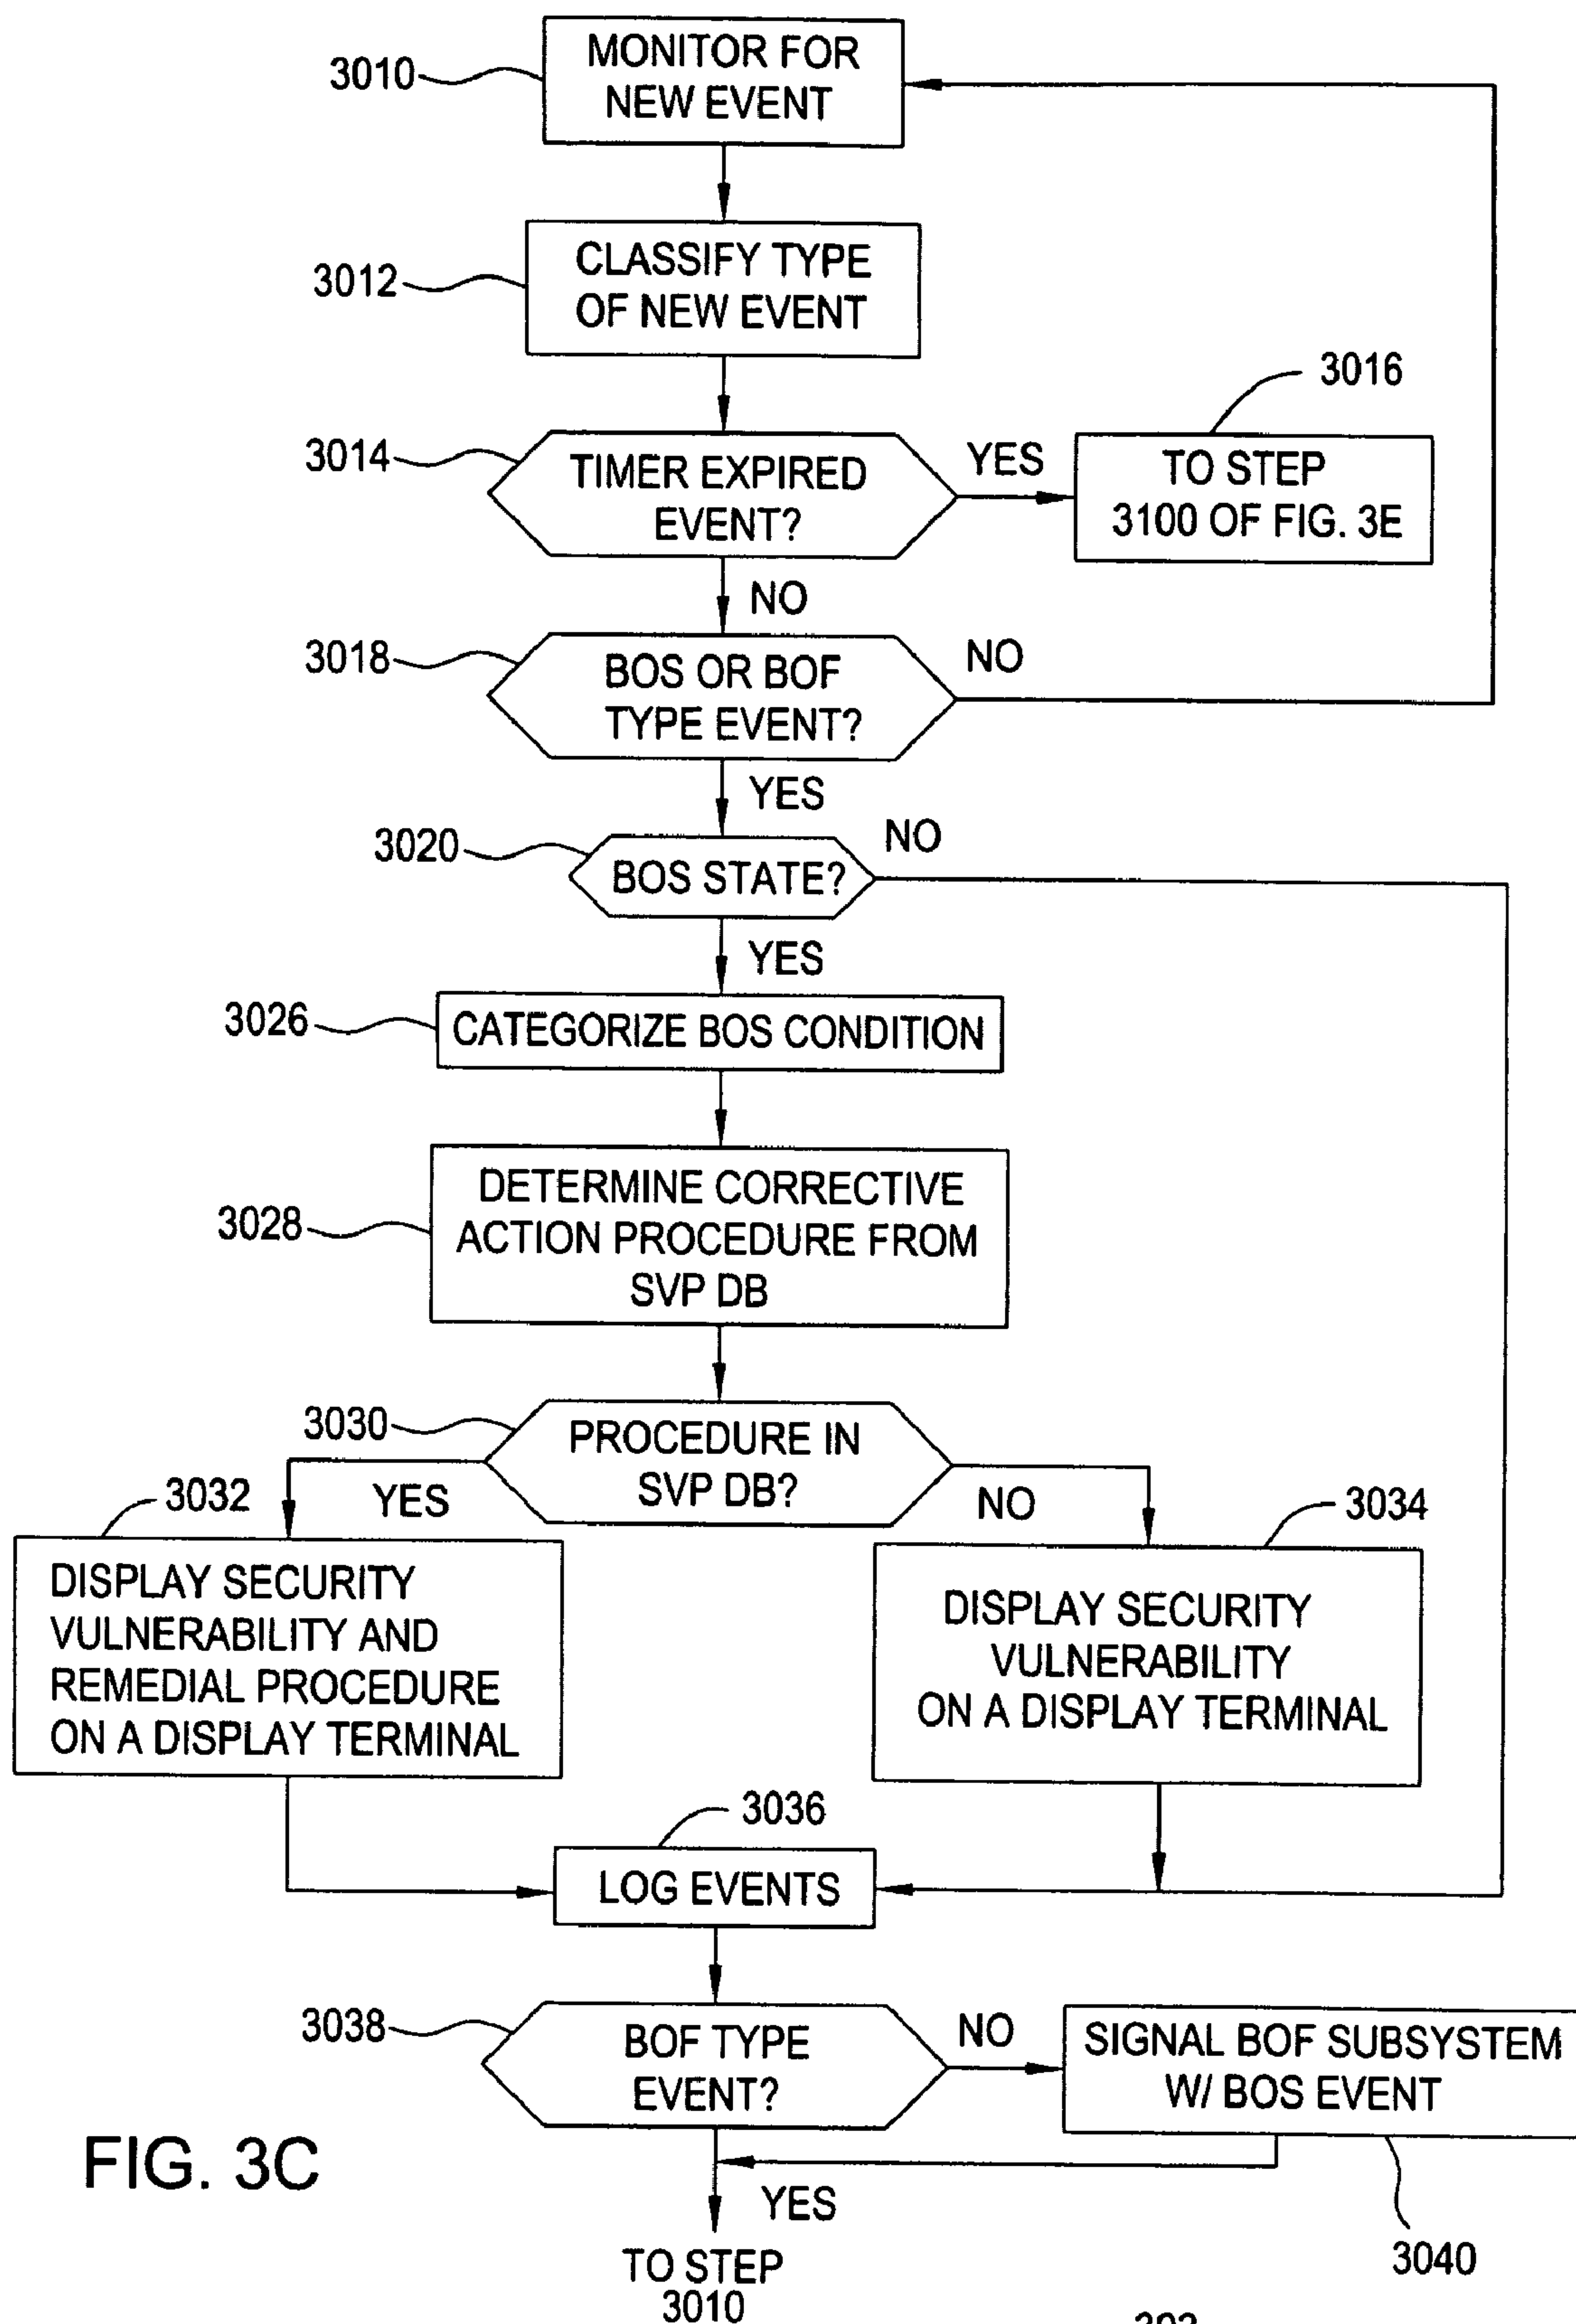 3010
MONITOR FOR
NEW EVENT
3012
CLASSIFY TYPE
OF NEW EVENT
3014
TIMER EXPIRED
EVENT?
YES
3016
TO STEP
3100 OF FIG. 3E
NO
3018
BOS OR BOF
TYPE EVENT?
NO
YES
3020
BOS STATE?
NO
YES
3026
CATEGORIZE BOS CONDITION
3028
DETERMINE CORRECTIVE
ACTION PROCEDURE FROM
SVP DB
3030
PROCEDURE IN
SVP DB?
YES
NO
3032
DISPLAY SECURITY
VULNERABILITY AND
REMEDIAL PROCEDURE
ON A DISPLAY TERMINAL
3034
DISPLAY SECURITY
VULNERABILITY
ON A DISPLAY TERMINAL
3036
LOG EVENTS
3038
BOF TYPE
EVENT?
NO
SIGNAL BOF SUBSYSTEM
W/ BOS EVENT
3040
YES
TO STEP
3010
FIG. 3C